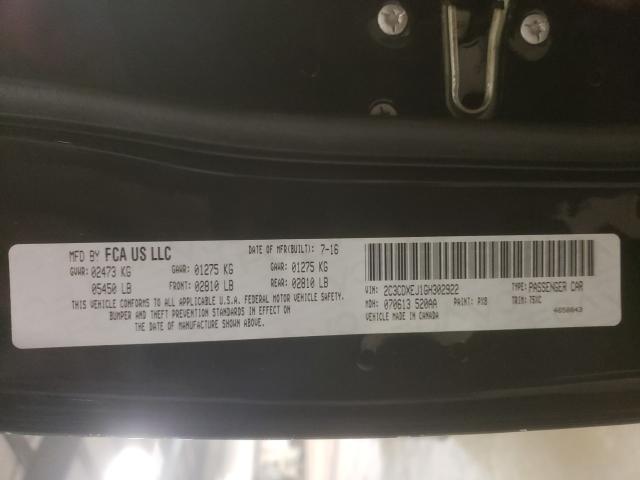 MFD BY FCA US LLC DATE OF MFR(BUILT): 7-16
GVWR: 02473 KG GAWR: 01275 KG GAWR: 01275 KG
05450 LB FRONT: 02810 LB REAR: 02810 LB
THIS VEHICLE CONFORMS TO ALL APPLICABLE U.S.A. FEDERAL MOTOR VEHICLE SAFETY,
BUMPER AND THEFT PREVENTION STANDARDS IN EFFECT ON
THE DATE OF MANUFACTURE SHOWN ABOVE.
VIN: 2C3CDXEJ1GH302922 TYPE: PASSENGER CAR
MDH: 070613 520AA PAINT: PX8 TRIM: TSXC
VEHICLE MADE IN CANADA 4650843